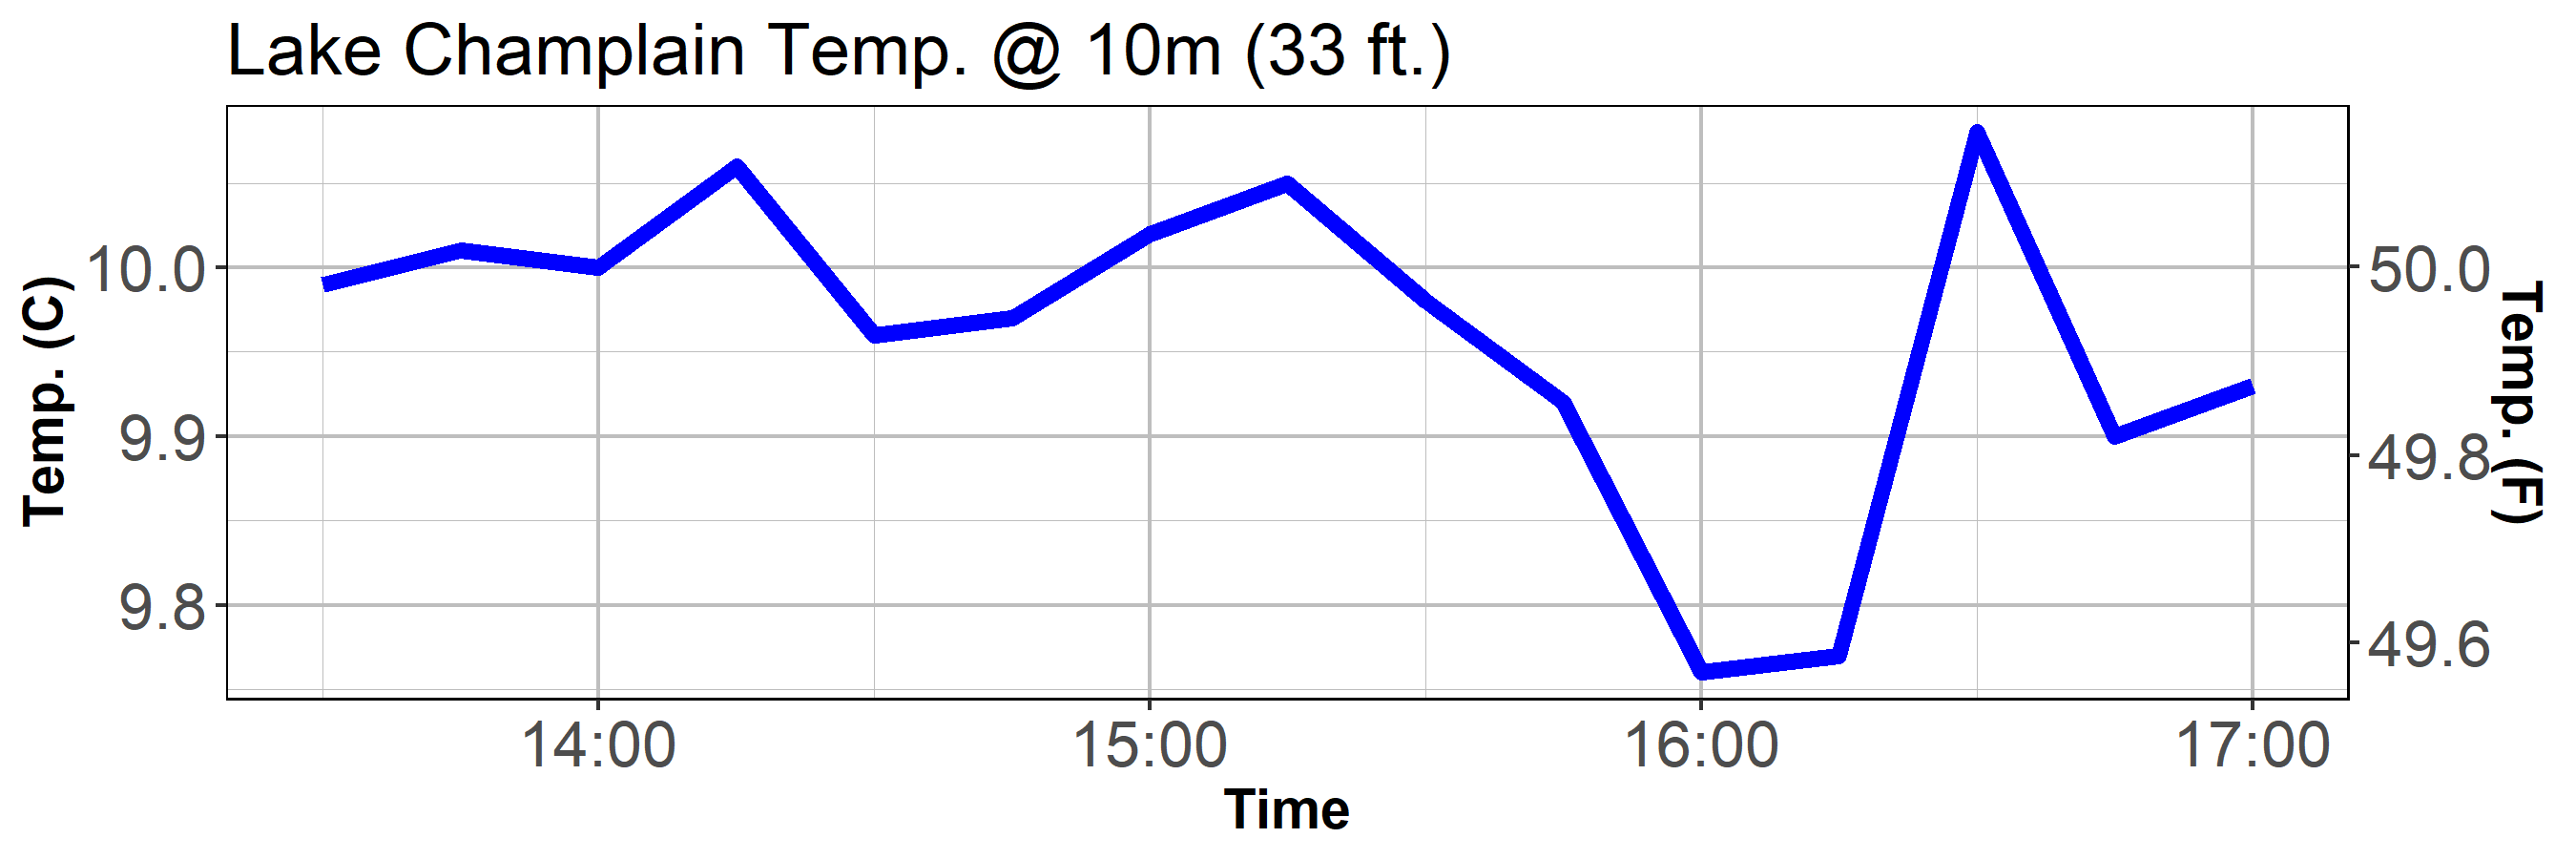 Lake Champlain Temp. @ 10m (33 ft.)
Temp. (C)
10.0
9.9
9.8
50.0
49.8
49.6
Temp. (F)
14:00 15:00 16:00 17:00
Time